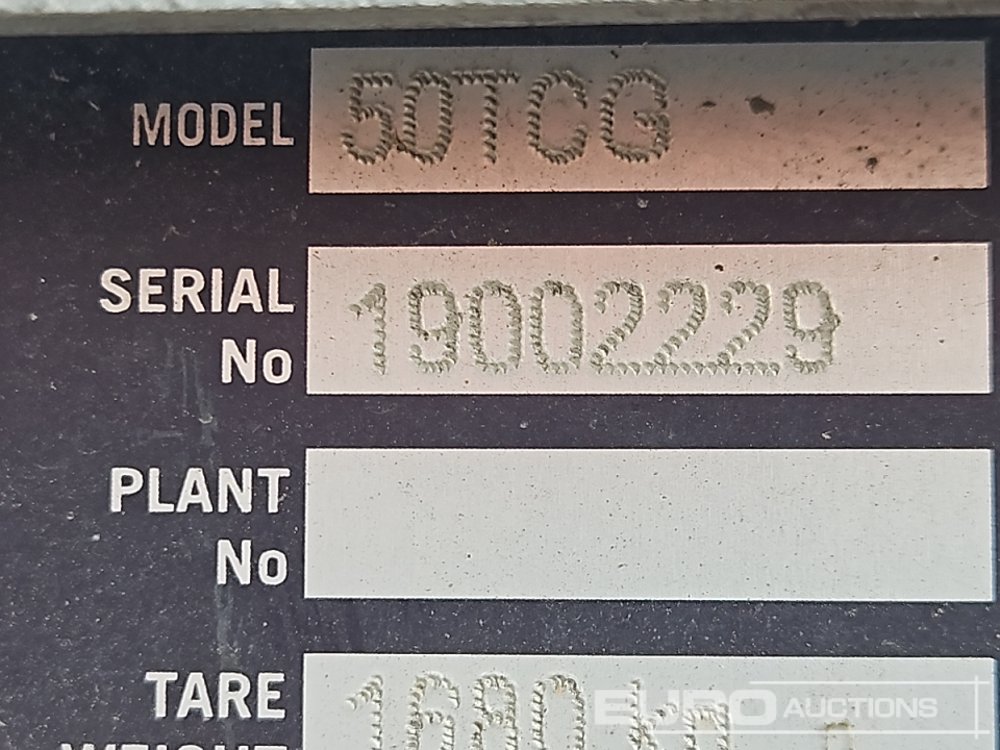 MODEL 50TCG
SERIAL No 19002229
PLANT No
TARE
EURO AUCTIONS